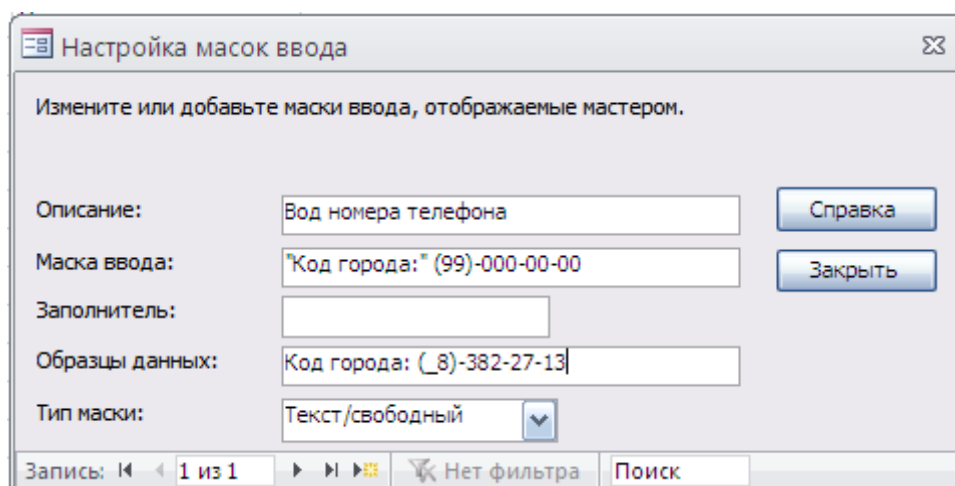 Настройка масок ввода
Измените или добавьте маски ввода, отображаемые мастером.
Описание: Вод номера телефона Справка
Маска ввода: "Код города:" (99)-000-00-00 Закрыть
Заполнитель:
Образцы данных: Код города: (_8)-382-27-13
Тип маски: Текст/свободный
Запись: 1 из 1 Нет фильтра Поиск